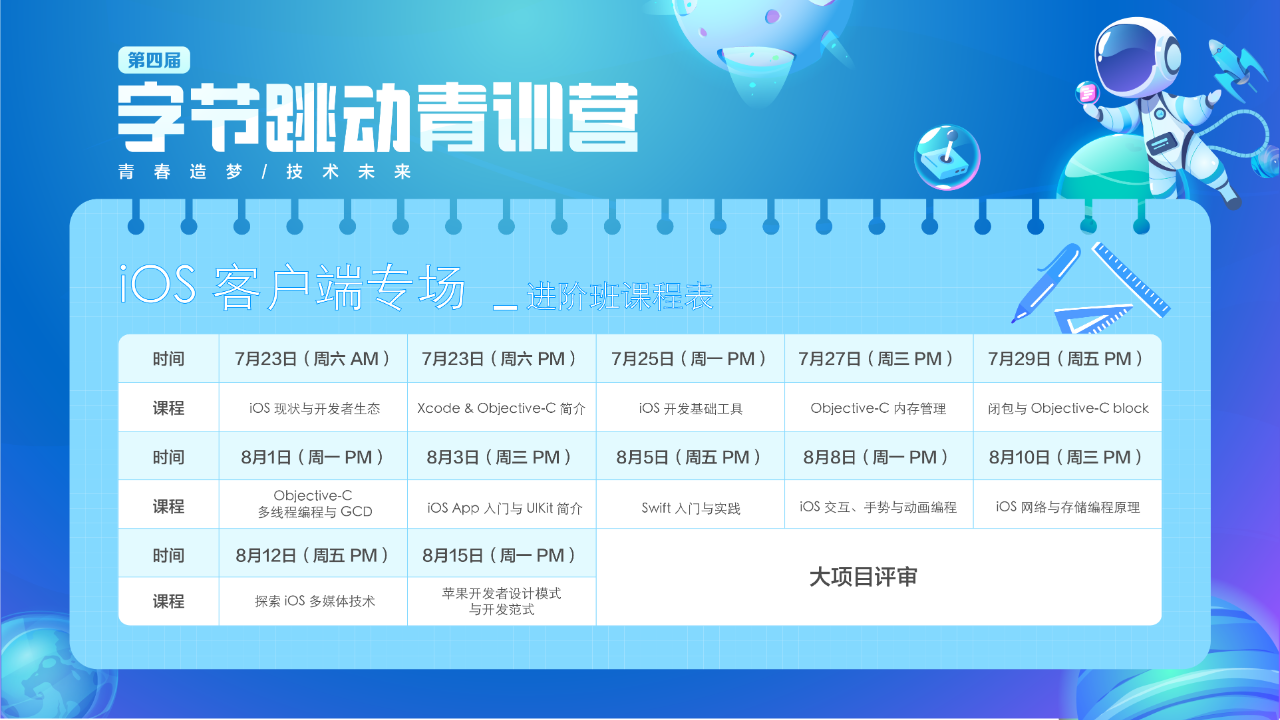 第四届
字节跳动青训营
青春造梦/技术未来
iOS 客户端专场 _ 进阶班课程表
时间 7月23日（周六 AM） 7月23日（周六 PM） 7月25日（周一 PM） 7月27日（周三 PM） 7月29日（周五 PM）
课程 iOS 现状与开发者生态 Xcode & Objective-C 简介 iOS 开发基础工具 Objective-C 内存管理 闭包与 Objective-C block
时间 8月1日（周一 PM） 8月3日（周三 PM） 8月5日（周五 PM） 8月8日（周一 PM） 8月10日（周三 PM）
课程 Objective-C
多线程编程与 GCD iOS App 入门与 UIKit 简介 Swift 入门与实践 iOS 交互、手势与动画编程 iOS 网络与存储编程原理
时间 8月12日（周五 PM） 8月15日（周一 PM）
大项目评审
课程 探索 iOS 多媒体技术 苹果开发者设计模式
与开发范式